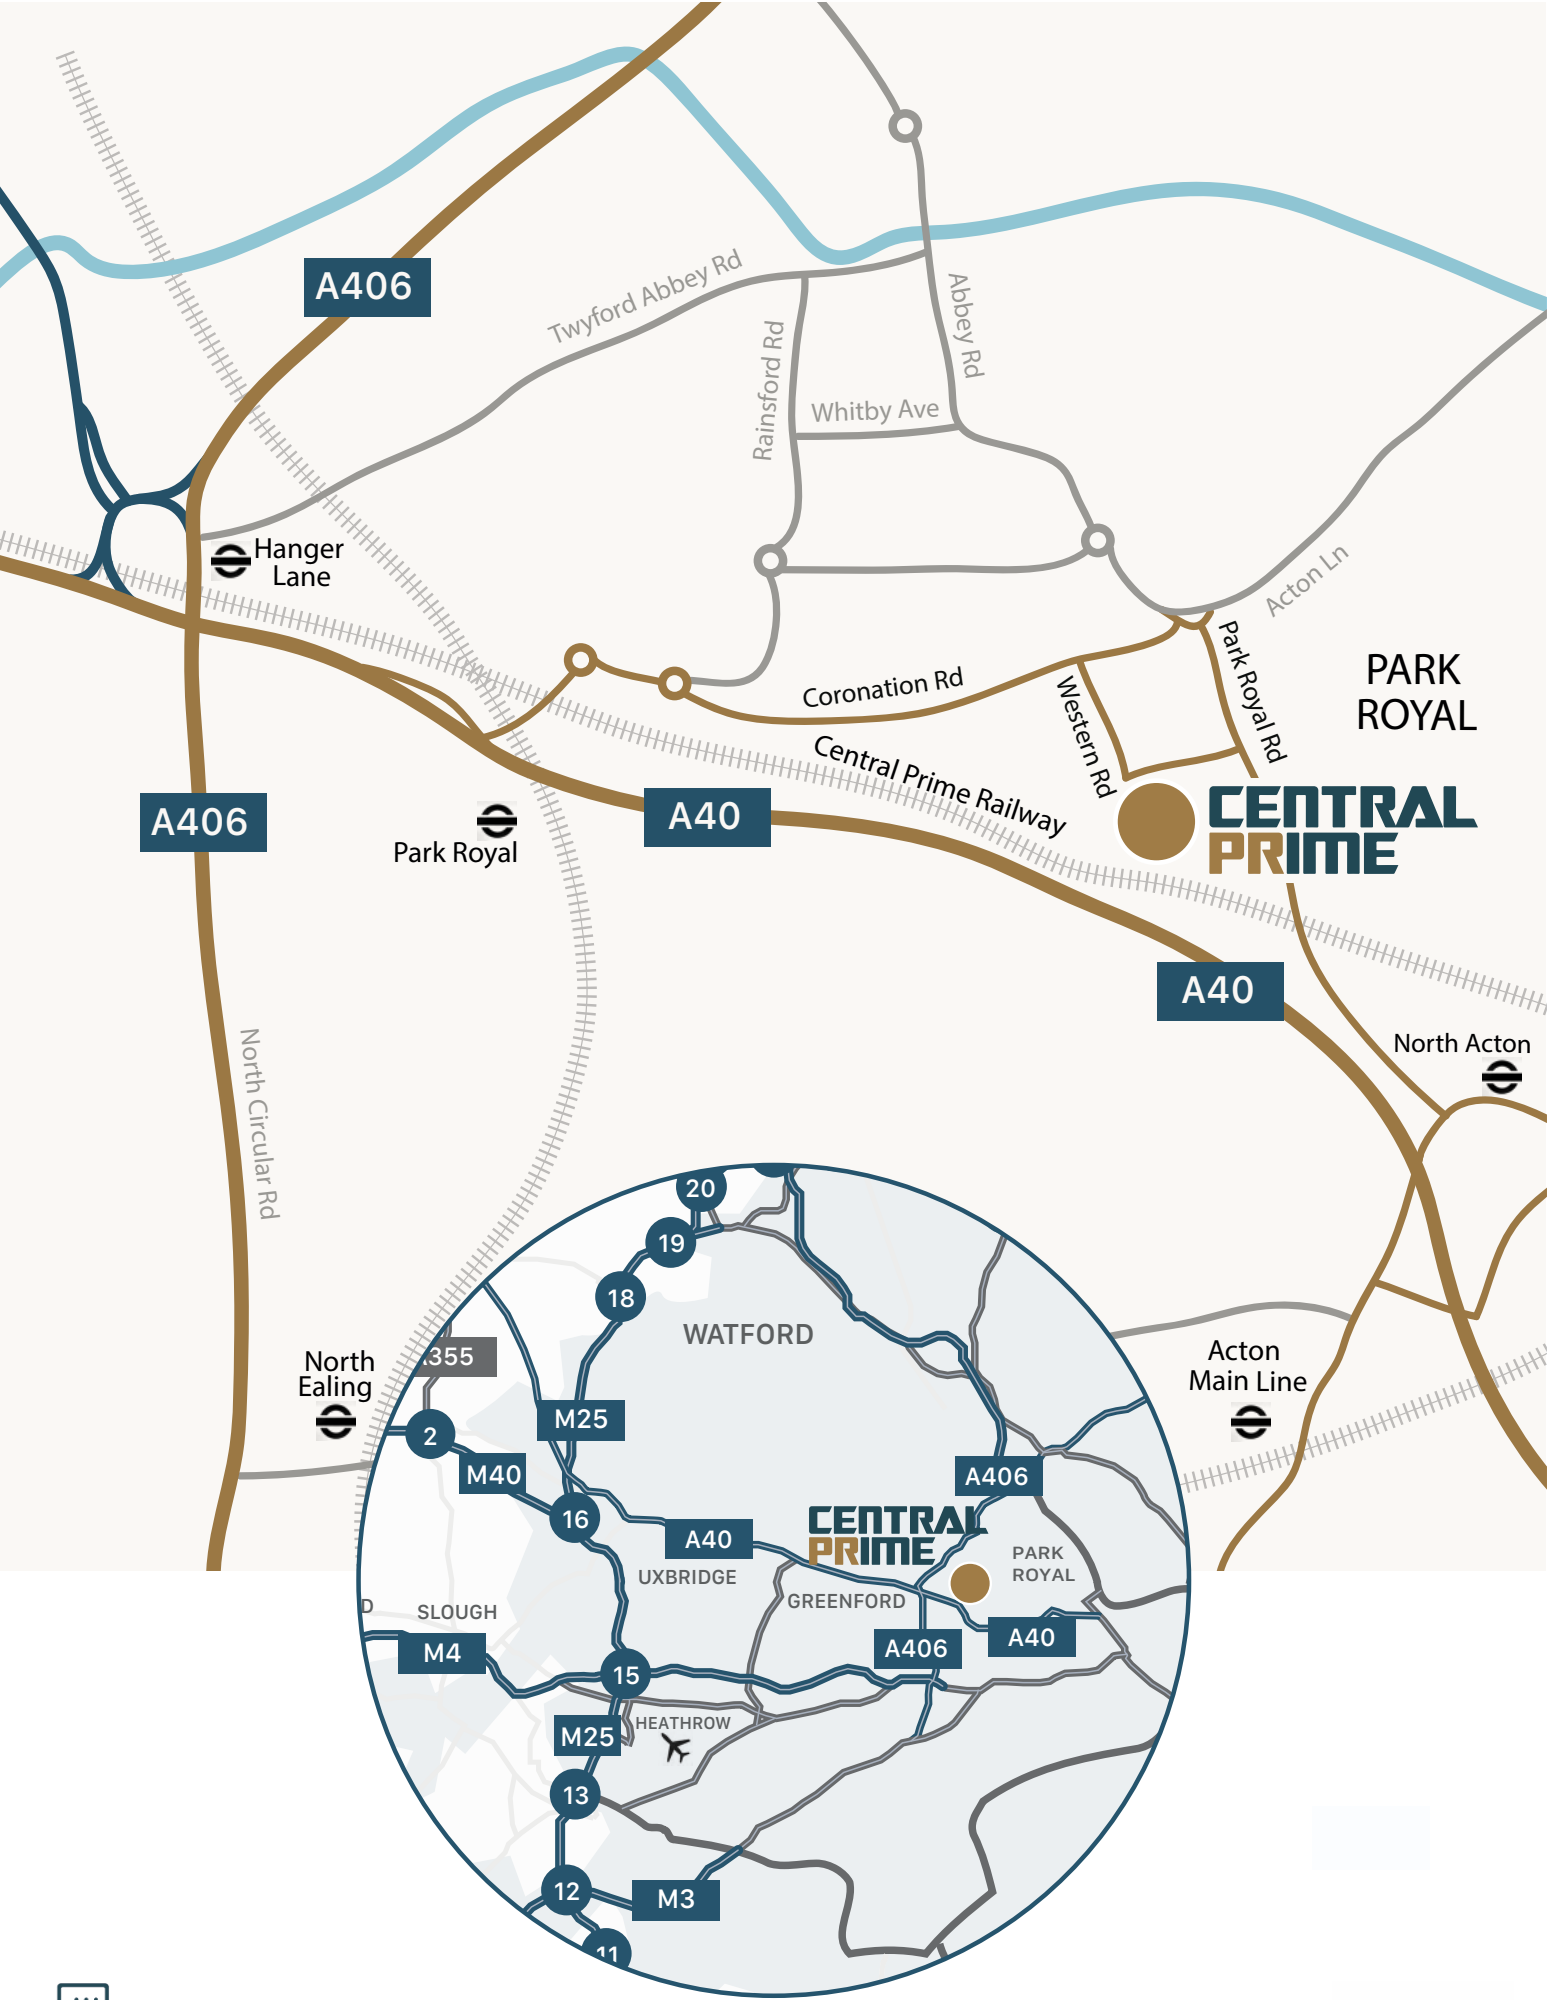 A406
Twyford Abbey Rd
Abbey Rd
Rainsford Rd
Whitby Ave
Hanger
Lane
Acton Ln
Park Royal Rd
PARK
ROYAL
Coronation Rd
Western Rd
Central Prime Railway
CENTRAL
PRIME
A406
Park Royal
A40
A40
North Acton
North Circular Rd
20
19
18
WATFORD
355
North
Ealing
Acton
Main Line
2
M25
M40
A406
16
CENTRAL
PRIME
A40
PARK
ROYAL
UXBRIDGE
GREENFORD
D
SLOUGH
M4
A406
A40
15
HEATHROW
M25
13
12
M3
11